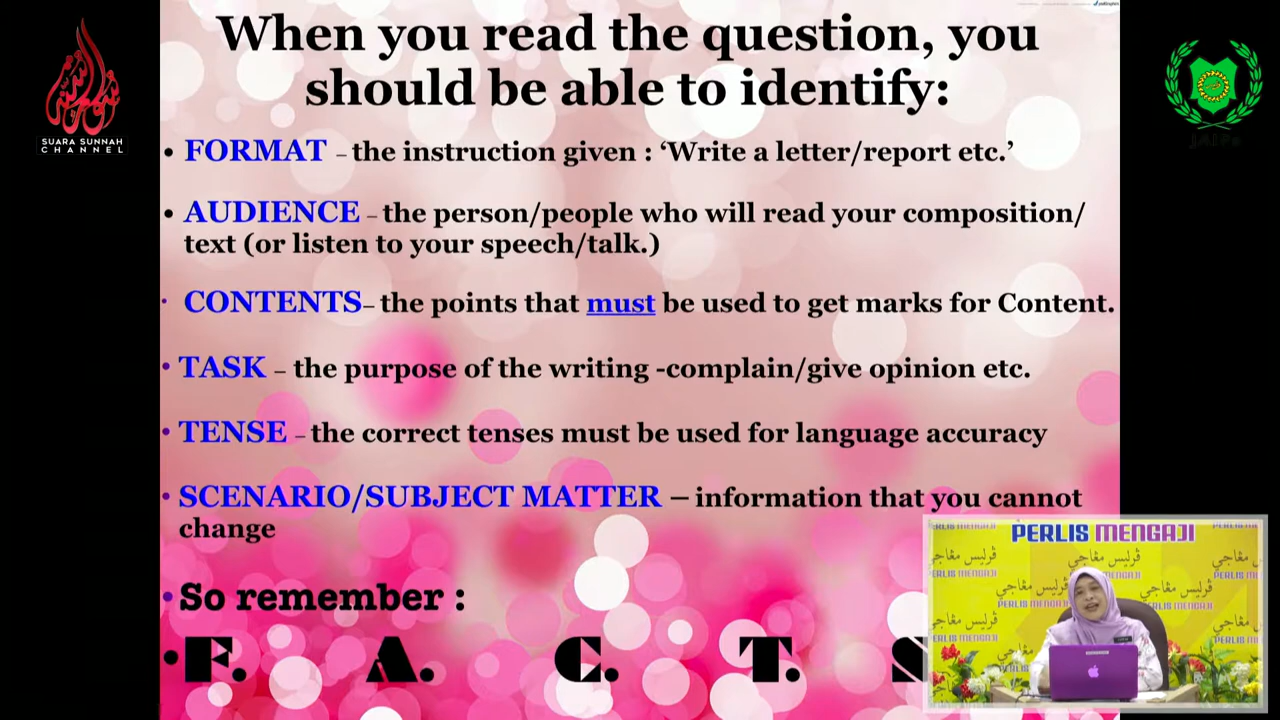 When you read the question, you
should be able to identify:
• FORMAT – the instruction given : ‘Write a letter/report etc.’
• AUDIENCE – the person/people who will read your composition/
text (or listen to your speech/talk.)
• CONTENTS– the points that must be used to get marks for Content.
• TASK – the purpose of the writing -complain/give opinion etc.
• TENSE – the correct tenses must be used for language accuracy
• SCENARIO/SUBJECT MATTER – information that you cannot
change
• So remember :
• F. A. C. T. S
SUARA SUNNAH
CHANNEL
PERLIS MENGAJI
ڤرليس مڠاجي
PERLIS MENGAJI